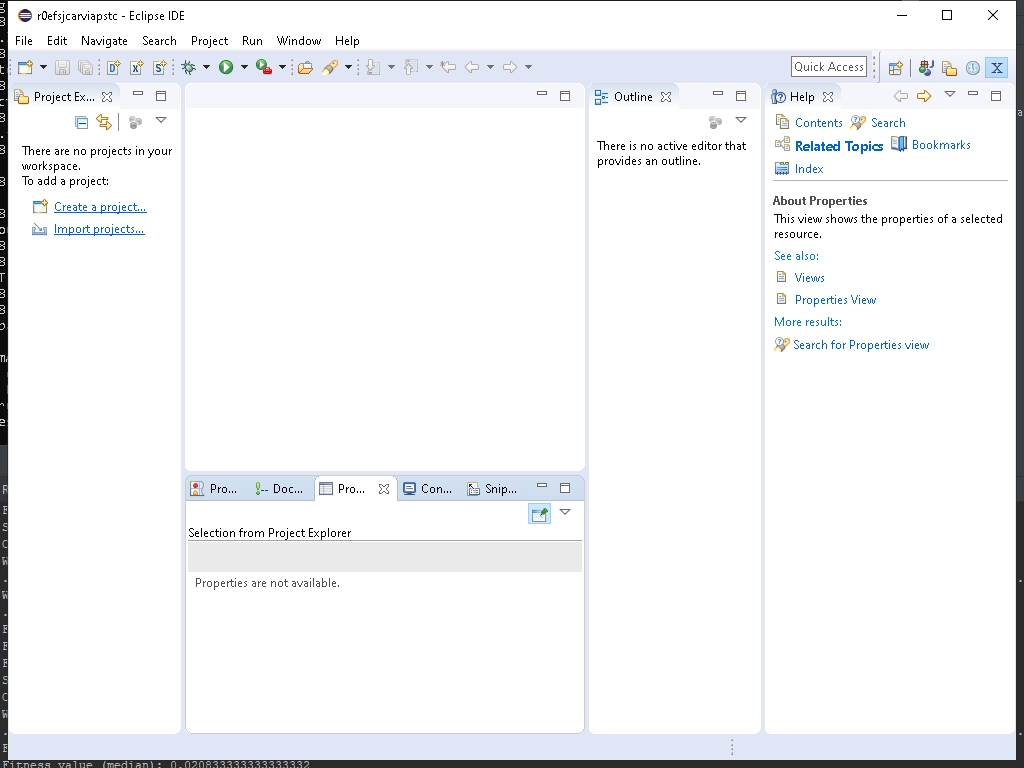 r0efsjcarviapstc - Eclipse IDE
File Edit Navigate Search Project Run Window Help
Quick Access
Project Ex...
Outline
Help
There are no projects in your
workspace.
To add a project:
Create a project...
Import projects...
There is no active editor that
provides an outline.
Contents Search
Related Topics Bookmarks
Index
About Properties
This view shows the properties of a selected
resource.
See also:
Views
Properties View
More results:
Search for Properties view
Pro... Doc... Pro... Con... Snip...
Selection from Project Explorer
Properties are not available.
Fitness value (median): 0.020833333333333332